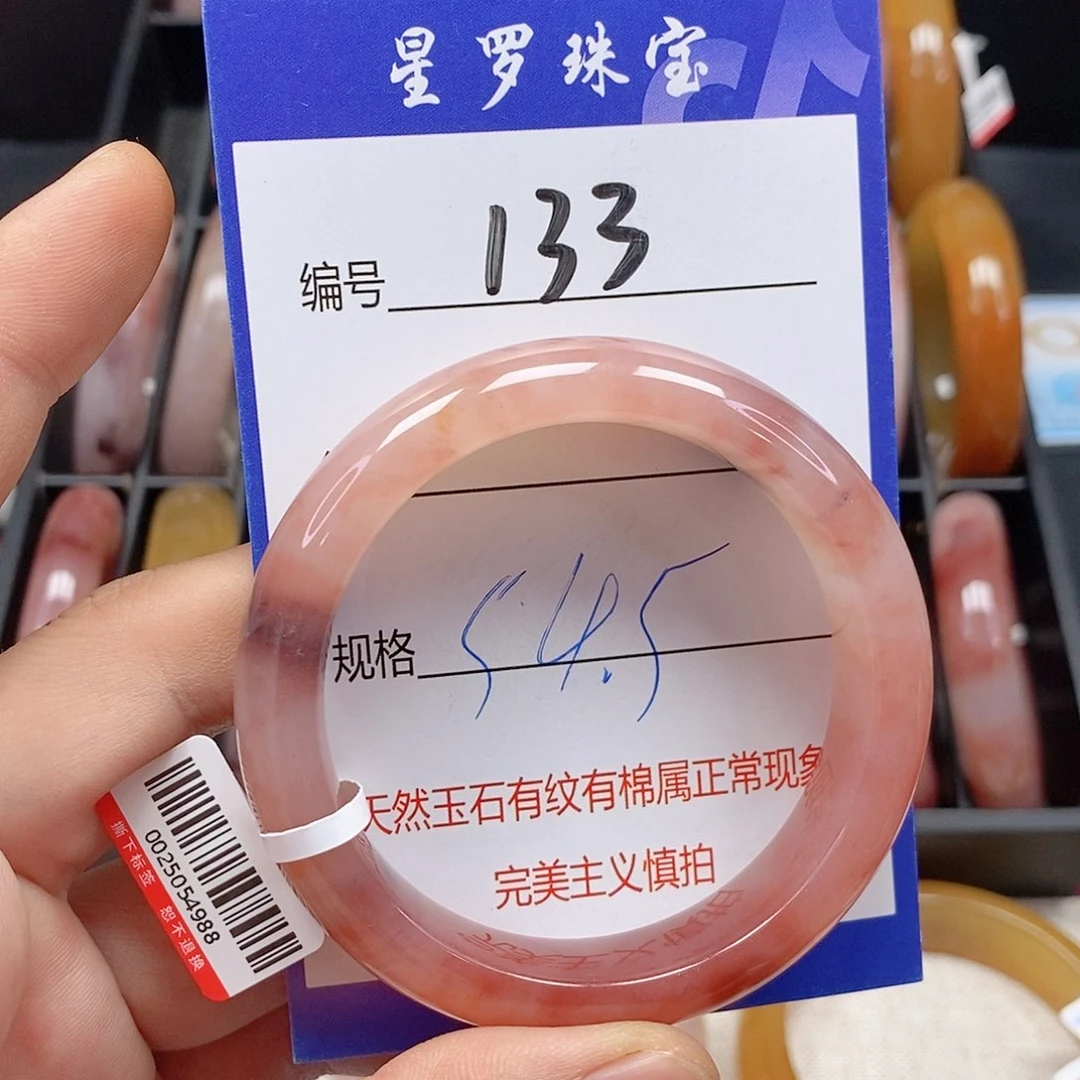 星罗珠宝
编号 133
规格 54.5
天然玉石有纹有棉属正常现象
完美主义慎拍
0025054988
撕下标签 恕不退换